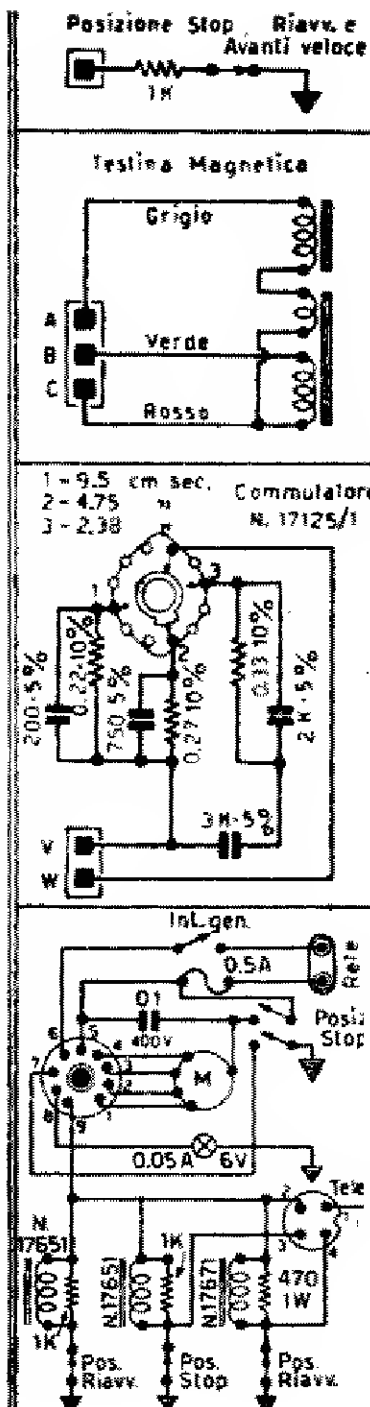 Posizione Stop
Riavv. e
Avanti veloce
1K
Testina Magnetica
Grigio
A
B
Verde
C
Rosso
1 - 9.5 cm sec.
2 - 4.75 "
3 - 2.38 "
Commutatore
N. 17125/1
1
2
3
200-5%
0.22-10%
750 5%
0.27 10%
0.33 10%
2K-5%
3K-5%
V
W
Int. gen.
0.5A
Rete
0.1
400V
Posiz
Stop
6
5
4
7
3
2
8
9
1
M
0.05A
6V
Tele
2
1
3
4
N.
17651
1K
N.17651
1K
N.17671
470
1W
Pos.
Riavv.
Pos.
Stop
Pos.
Riavv.